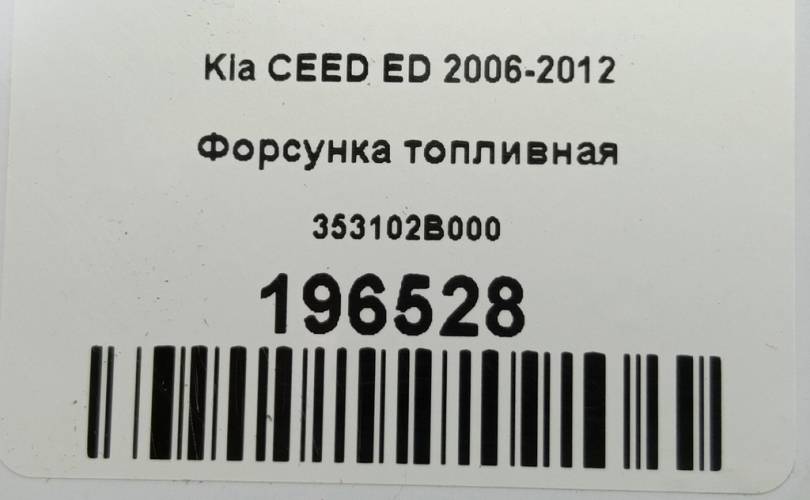 Kia CEED ED 2006-2012
Форсунка топливная
353102B000
196528